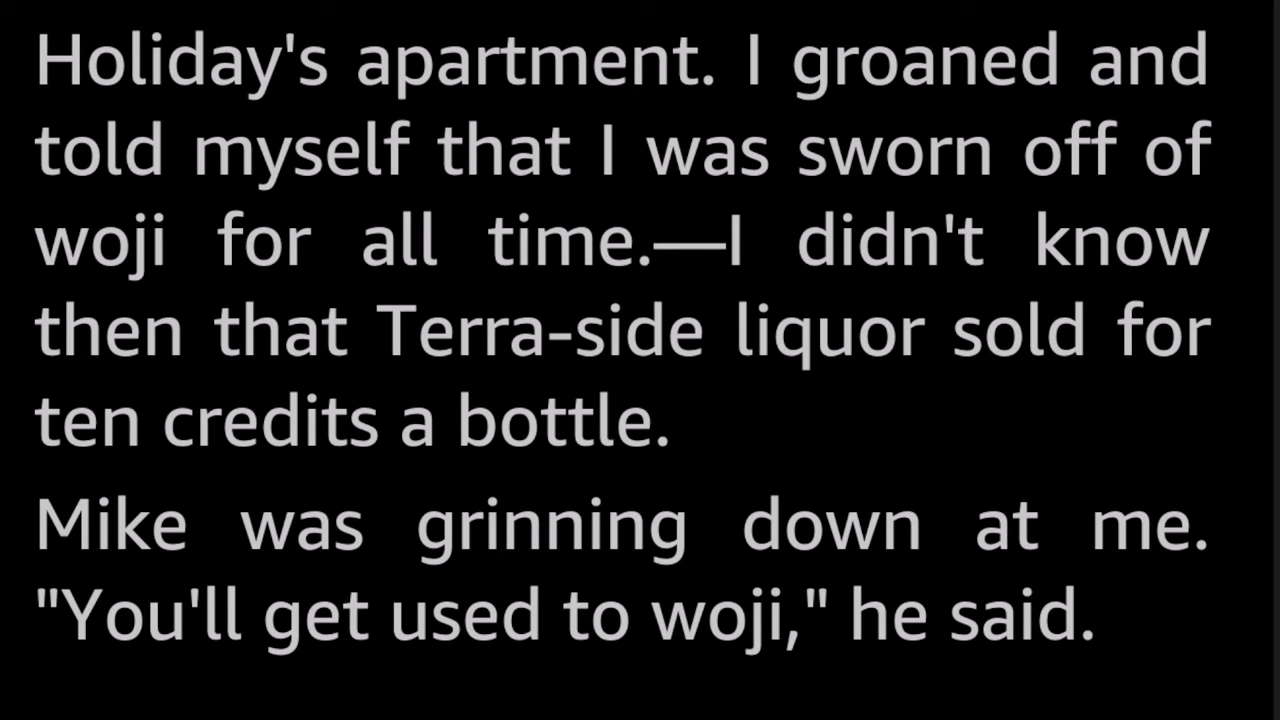 Holiday's apartment. I groaned and
told myself that I was sworn off of
woji for all time.—I didn't know
then that Terra-side liquor sold for
ten credits a bottle.
Mike was grinning down at me.
"You'll get used to woji," he said.